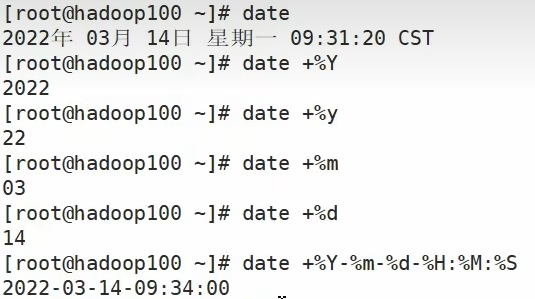 [root@hadoop100 ~]# date
2022年 03月 14日 星期一 09:31:20 CST
[root@hadoop100 ~]# date +%Y
2022
[root@hadoop100 ~]# date +%y
22
[root@hadoop100 ~]# date +%m
03
[root@hadoop100 ~]# date +%d
14
[root@hadoop100 ~]# date +%Y-%m-%d-%H:%M:%S
2022-03-14-09:34:00